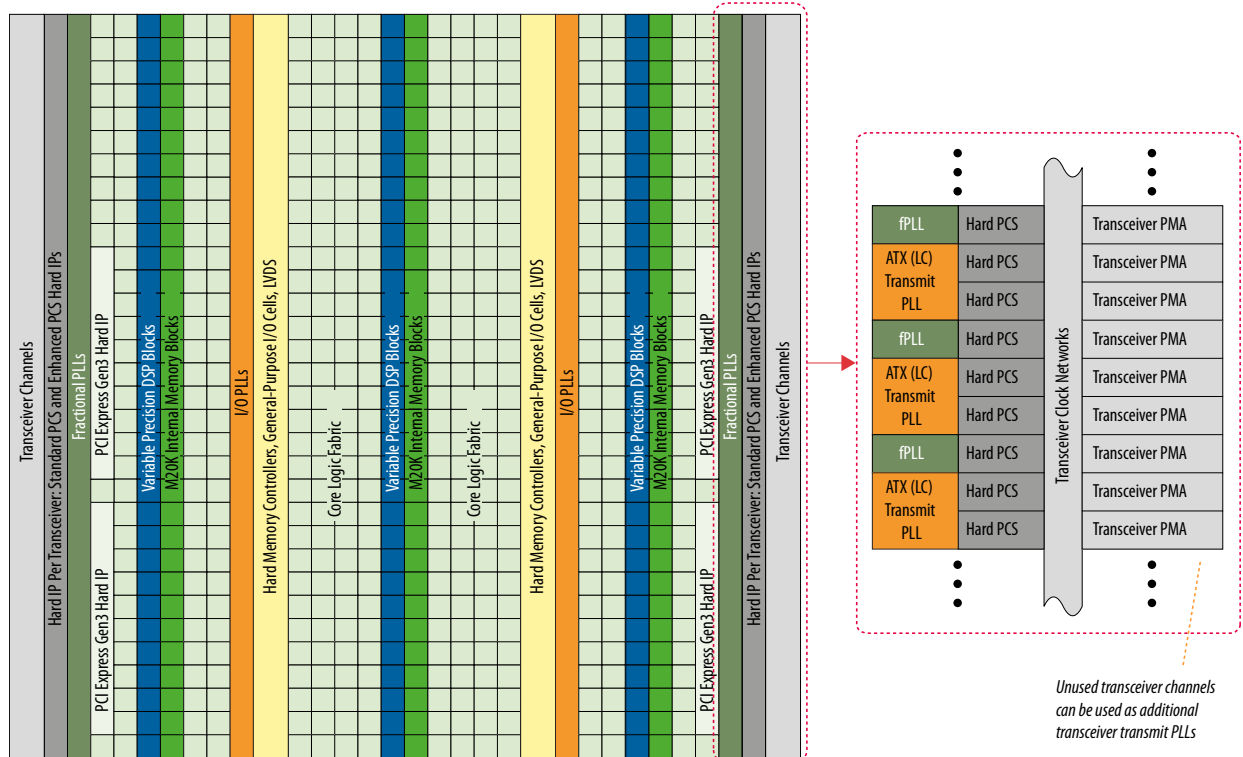 Transceiver Channels
Hard IP Per Transceiver: Standard PCS and Enhanced PCS Hard IPs
Fractional PLLs
PCI Express Gen3 Hard IP
PCI Express Gen3 Hard IP
Variable Precision DSP Blocks
M20K Internal Memory Blocks
I/O PLLs
Hard Memory Controllers, General-Purpose I/O Cells, LVDS
Core Logic Fabric
Variable Precision DSP Blocks
M20K Internal Memory Blocks
Core Logic Fabric
Hard Memory Controllers, General-Purpose I/O Cells, LVDS
I/O PLLs
Variable Precision DSP Blocks
M20K Internal Memory Blocks
PCI Express Gen3 Hard IP
PCI Express Gen3 Hard IP
Fractional PLLs
Hard IP Per Transceiver: Standard PCS and Enhanced PCS Hard IPs
Transceiver Channels
fPLL
ATX (LC)
Transmit
PLL
fPLL
ATX (LC)
Transmit
PLL
fPLL
ATX (LC)
Transmit
PLL
Hard PCS
Hard PCS
Hard PCS
Hard PCS
Hard PCS
Hard PCS
Hard PCS
Hard PCS
Hard PCS
Transceiver Clock Networks
Transceiver PMA
Transceiver PMA
Transceiver PMA
Transceiver PMA
Transceiver PMA
Transceiver PMA
Transceiver PMA
Transceiver PMA
Transceiver PMA
Unused transceiver channels
can be used as additional
transceiver transmit PLLs